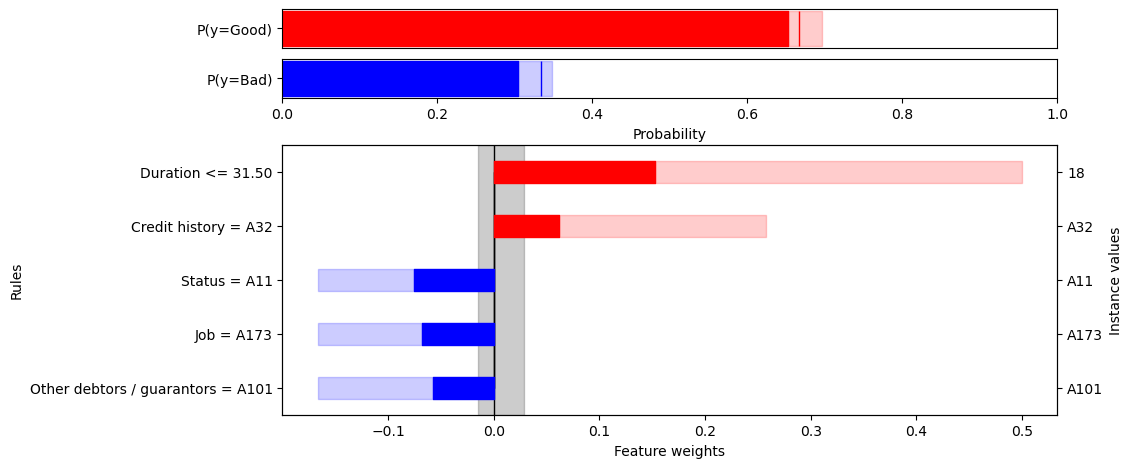 P(y=Good)
P(y=Bad)
0.0 0.2 0.4 0.6 0.8 1.0
Probability
Rules
Duration <= 31.50 18
Credit history = A32 A32
Status = A11 A11
Job = A173 A173
Other debtors / guarantors = A101 A101
Instance values
−0.1 0.0 0.1 0.2 0.3 0.4 0.5
Feature weights